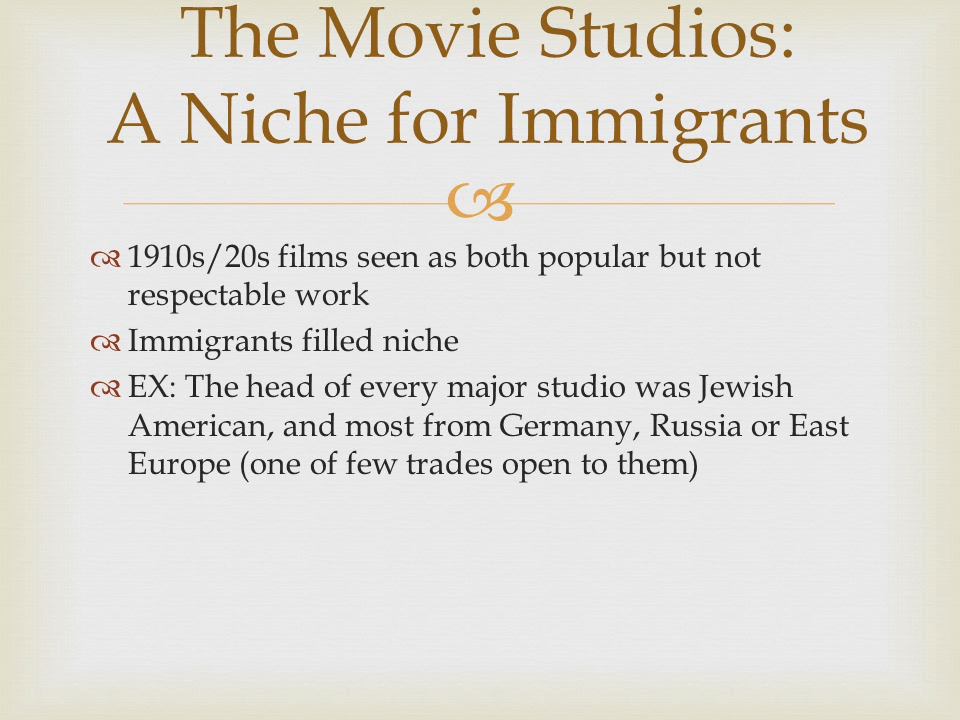 The Movie Studios:
A Niche for Immigrants
1910s/20s films seen as both popular but not
respectable work
Immigrants filled niche
EX: The head of every major studio was Jewish
American, and most from Germany, Russia or East
Europe (one of few trades open to them)